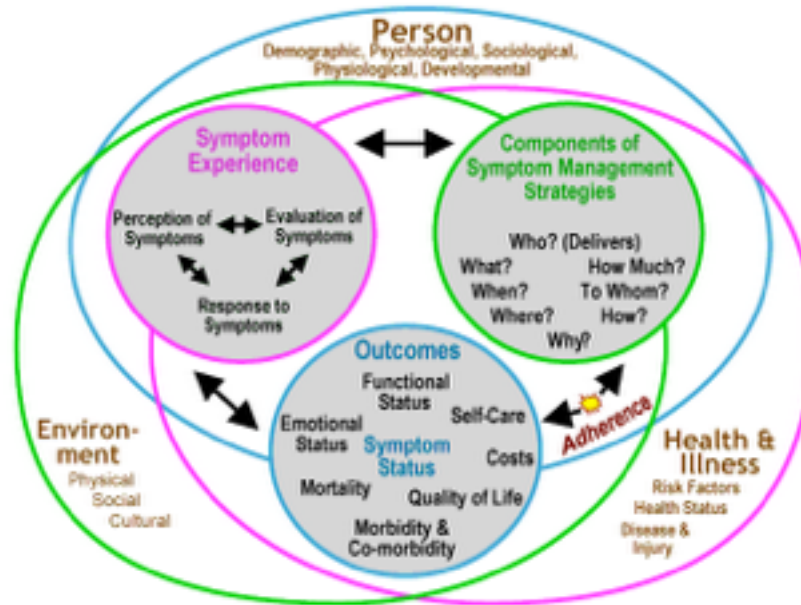 Person
Demographic, Psychological, Sociological,
Physiological, Developmental
Symptom
Experience
Perception of
Symptoms
Evaluation of
Symptoms
Response to
Symptoms
Components of
Symptom Management
Strategies
Who? (Delivers)
What?
How Much?
When?
To Whom?
Where?
How?
Why?
Outcomes
Functional
Status
Self-Care
Emotional
Status
Symptom
Status
Costs
Mortality
Quality of Life
Morbidity &
Co-morbidity
Adherence
Environ-
ment
Physical
Social
Cultural
Health &
Illness
Risk Factors
Health Status
Disease &
Injury